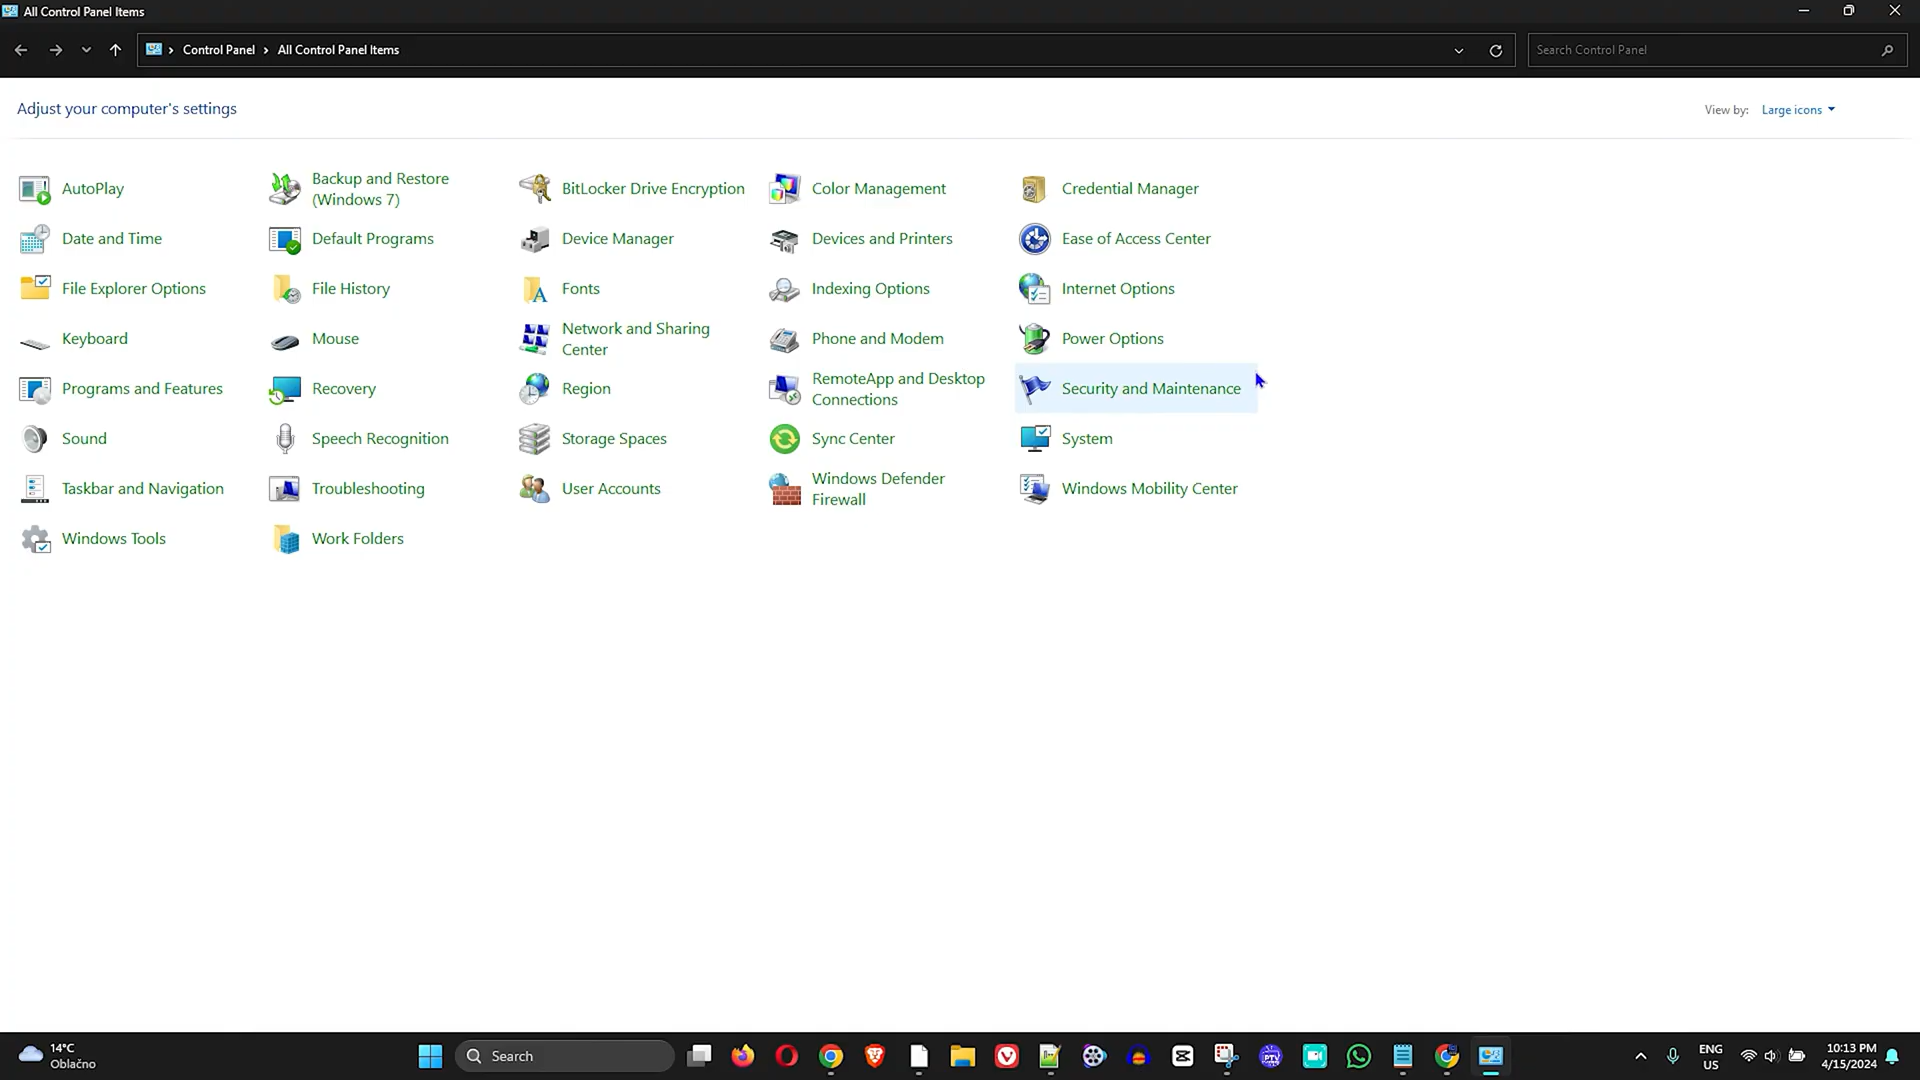 All Control Panel Items
Control Panel > All Control Panel Items
Search Control Panel
Adjust your computer's settings
View by: Large icons
AutoPlay
Backup and Restore
(Windows 7)
BitLocker Drive Encryption
Color Management
Credential Manager
Date and Time
Default Programs
Device Manager
Devices and Printers
Ease of Access Center
File Explorer Options
File History
Fonts
Indexing Options
Internet Options
Keyboard
Mouse
Network and Sharing
Center
Phone and Modem
Power Options
Programs and Features
Recovery
Region
RemoteApp and Desktop
Connections
Security and Maintenance
Sound
Speech Recognition
Storage Spaces
Sync Center
System
Taskbar and Navigation
Troubleshooting
User Accounts
Windows Defender
Firewall
Windows Mobility Center
Windows Tools
Work Folders
14°C
Oblačno
Search
PTV
ENG
US
10:13 PM
4/15/2024